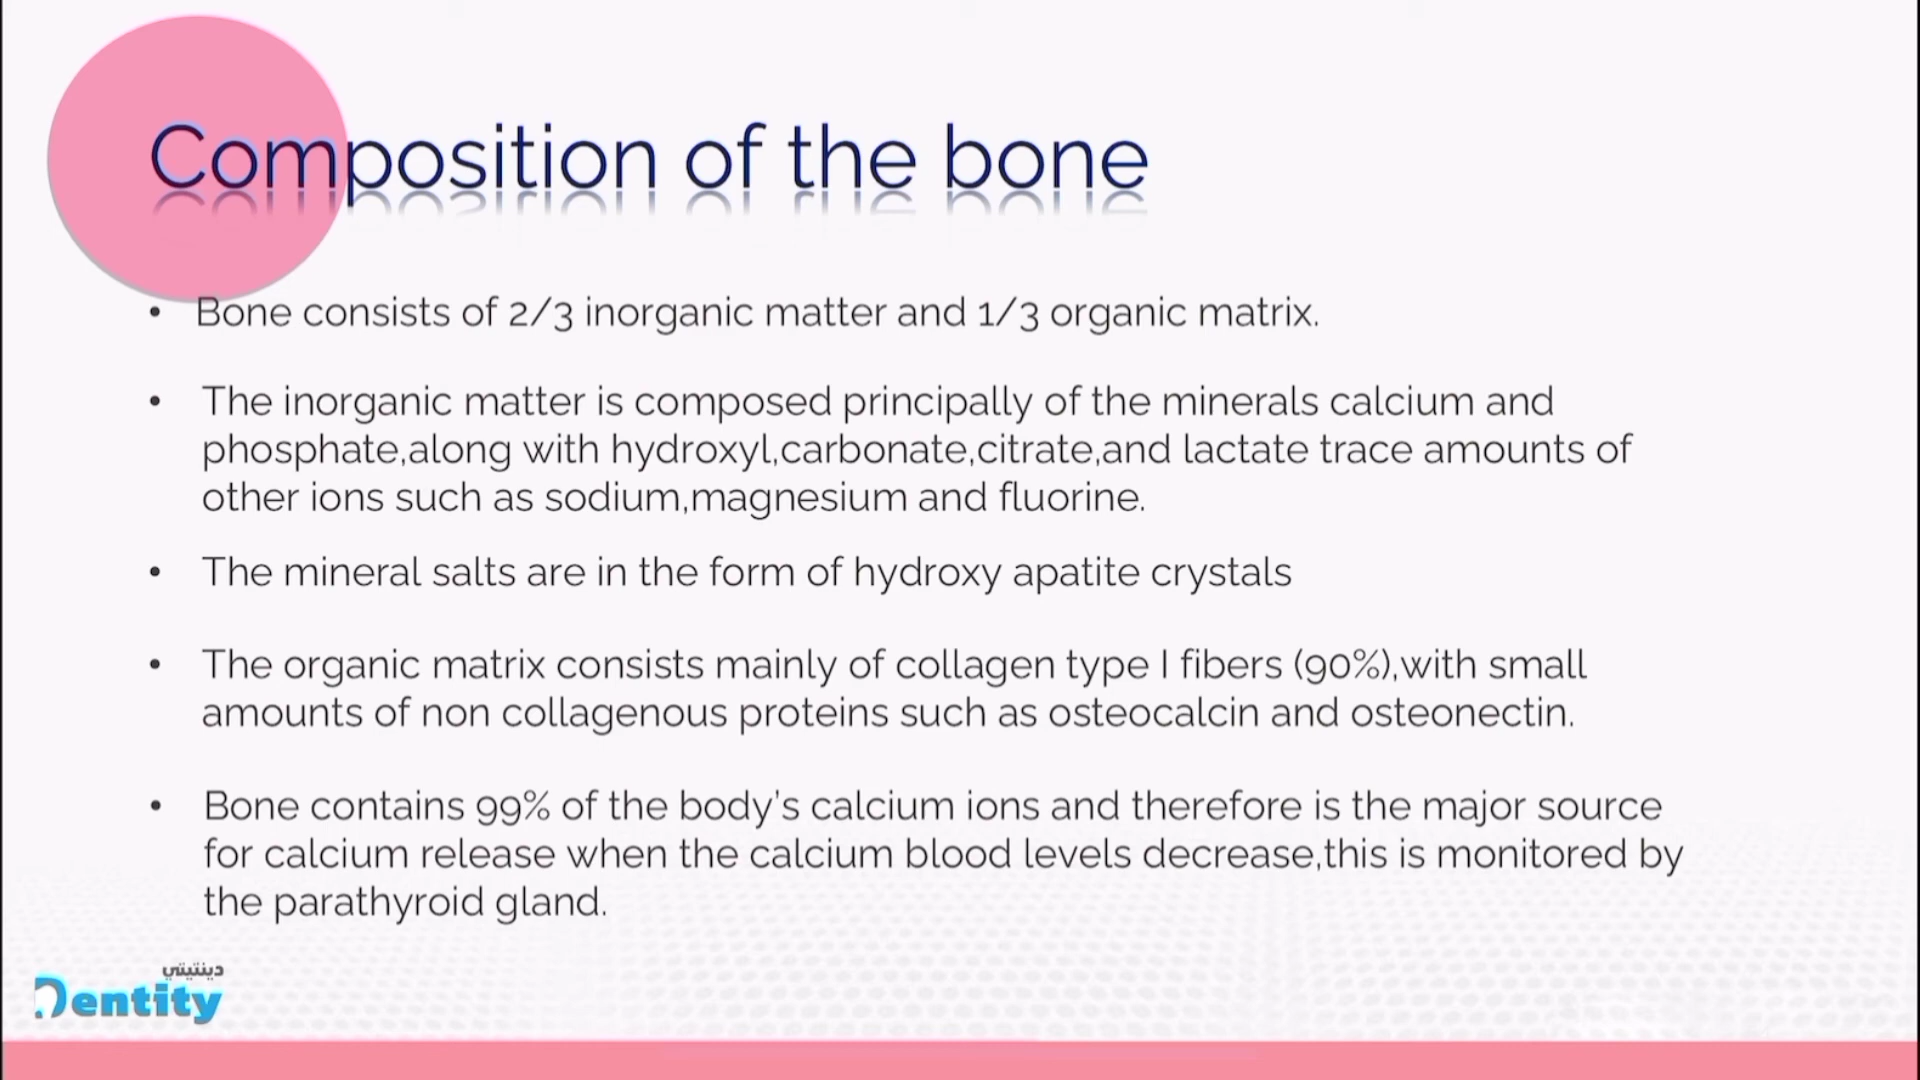 Composition of the bone
• Bone consists of 2/3 inorganic matter and 1/3 organic matrix.
• The inorganic matter is composed principally of the minerals calcium and
phosphate,along with hydroxyl,carbonate,citrate,and lactate trace amounts of
other ions such as sodium,magnesium and fluorine.
• The mineral salts are in the form of hydroxy apatite crystals
• The organic matrix consists mainly of collagen type I fibers (90%),with small
amounts of non collagenous proteins such as osteocalcin and osteonectin.
• Bone contains 99% of the body's calcium ions and therefore is the major source
for calcium release when the calcium blood levels decrease,this is monitored by
the parathyroid gland.
دينتيتي
Dentity